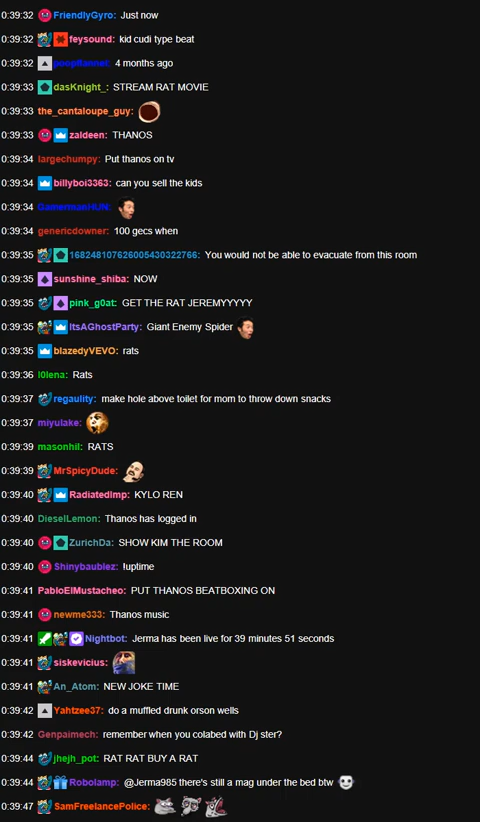 0:39:32 FriendlyGyro: Just now
0:39:32 feysound: kid cudi type beat
0:39:32 poopflannel: 4 months ago
0:39:33 dasKnight_: STREAM RAT MOVIE
0:39:33 the_cantaloupe_guy:
0:39:33 zaldeen: THANOS
0:39:34 largechumpy: Put thanos on tv
0:39:34 billyboi3363: can you sell the kids
0:39:34 GamermanHUN:
0:39:34 genericdowner: 100 gecs when
0:39:35 168248107626005430322766: You would not be able to evacuate from this room
0:39:35 sunshine_shiba: NOW
0:39:35 pink_g0at: GET THE RAT JEREMYYYYY
0:39:35 ItsAGhostParty: Giant Enemy Spider
0:39:35 blazedyVEVO: rats
0:39:36 l0lena: Rats
0:39:37 regaulity: make hole above toilet for mom to throw down snacks
0:39:37 miyulake:
0:39:39 masonhil: RATS
0:39:39 MrSpicyDude:
0:39:40 RadiatedImp: KYLO REN
0:39:40 DieselLemon: Thanos has logged in
0:39:40 ZurichDa: SHOW KIM THE ROOM
0:39:40 Shinybaublez: !uptime
0:39:41 PabloElMustacheo: PUT THANOS BEATBOXING ON
0:39:41 newme333: Thanos music
0:39:41 Nightbot: Jerma has been live for 39 minutes 51 seconds
0:39:41 siskevicius:
0:39:41 An_Atom: NEW JOKE TIME
0:39:42 Yahtzee37: do a muffled drunk orson wells
0:39:42 Genpaimech: remember when you colabed with Dj ster?
0:39:44 jhejh_pot: RAT RAT BUY A RAT
0:39:44 Robolamp: @Jerma985 there's still a mag under the bed btw
0:39:47 SamFreelancePolice: